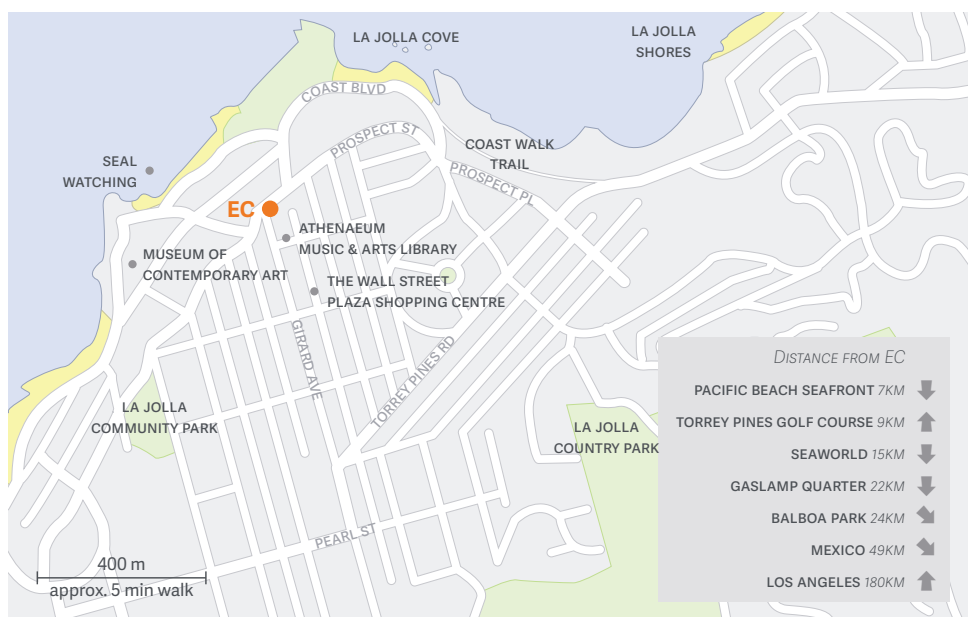 LA JOLLA COVE
LA JOLLA
SHORES
COAST BLVD
PROSPECT ST
COAST WALK
TRAIL
SEAL
WATCHING
PROSPECT PL
EC
ATHENAEUM
MUSIC & ARTS LIBRARY
MUSEUM OF
CONTEMPORARY ART
THE WALL STREET
PLAZA SHOPPING CENTRE
GIRARD AVE
TORREY PINES RD
LA JOLLA
COMMUNITY PARK
LA JOLLA
COUNTRY PARK
PEARL ST
400 m
approx. 5 min walk
DISTANCE FROM EC
PACIFIC BEACH SEAFRONT 7KM
TORREY PINES GOLF COURSE 9KM
SEAWORLD 15KM
GASLAMP QUARTER 22KM
BALBOA PARK 24KM
MEXICO 49KM
LOS ANGELES 180KM